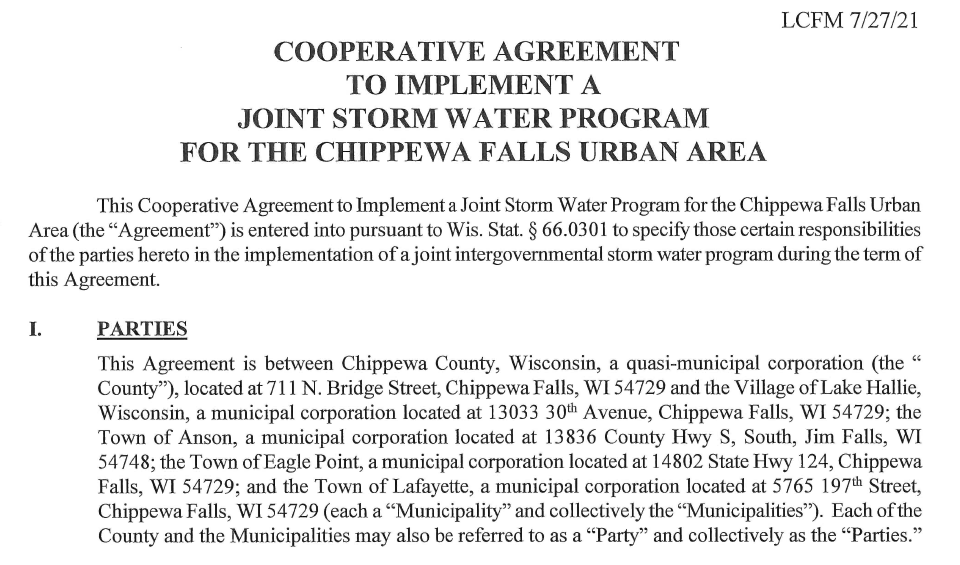 LCFM 7/27/21
COOPERATIVE AGREEMENT
TO IMPLEMENT A
JOINT STORM WATER PROGRAM
FOR THE CHIPPEWA FALLS URBAN AREA
This Cooperative Agreement to Implement a Joint Storm Water Program for the Chippewa Falls Urban
Area (the “Agreement”) is entered into pursuant to Wis. Stat. § 66.0301 to specify those certain responsibilities
of the parties hereto in the implementation of a joint intergovernmental storm water program during the term of
this Agreement.
I. PARTIES
This Agreement is between Chippewa County, Wisconsin, a quasi-municipal corporation (the “
County”), located at 711 N. Bridge Street, Chippewa Falls, WI 54729 and the Village of Lake Hallie,
Wisconsin, a municipal corporation located at 13033 30th Avenue, Chippewa Falls, WI 54729; the
Town of Anson, a municipal corporation located at 13836 County Hwy S, South, Jim Falls, WI
54748; the Town of Eagle Point, a municipal corporation located at 14802 State Hwy 124, Chippewa
Falls, WI 54729; and the Town of Lafayette, a municipal corporation located at 5765 197th Street,
Chippewa Falls, WI 54729 (each a “Municipality” and collectively the “Municipalities”). Each of the
County and the Municipalities may also be referred to as a “Party” and collectively as the “Parties.”